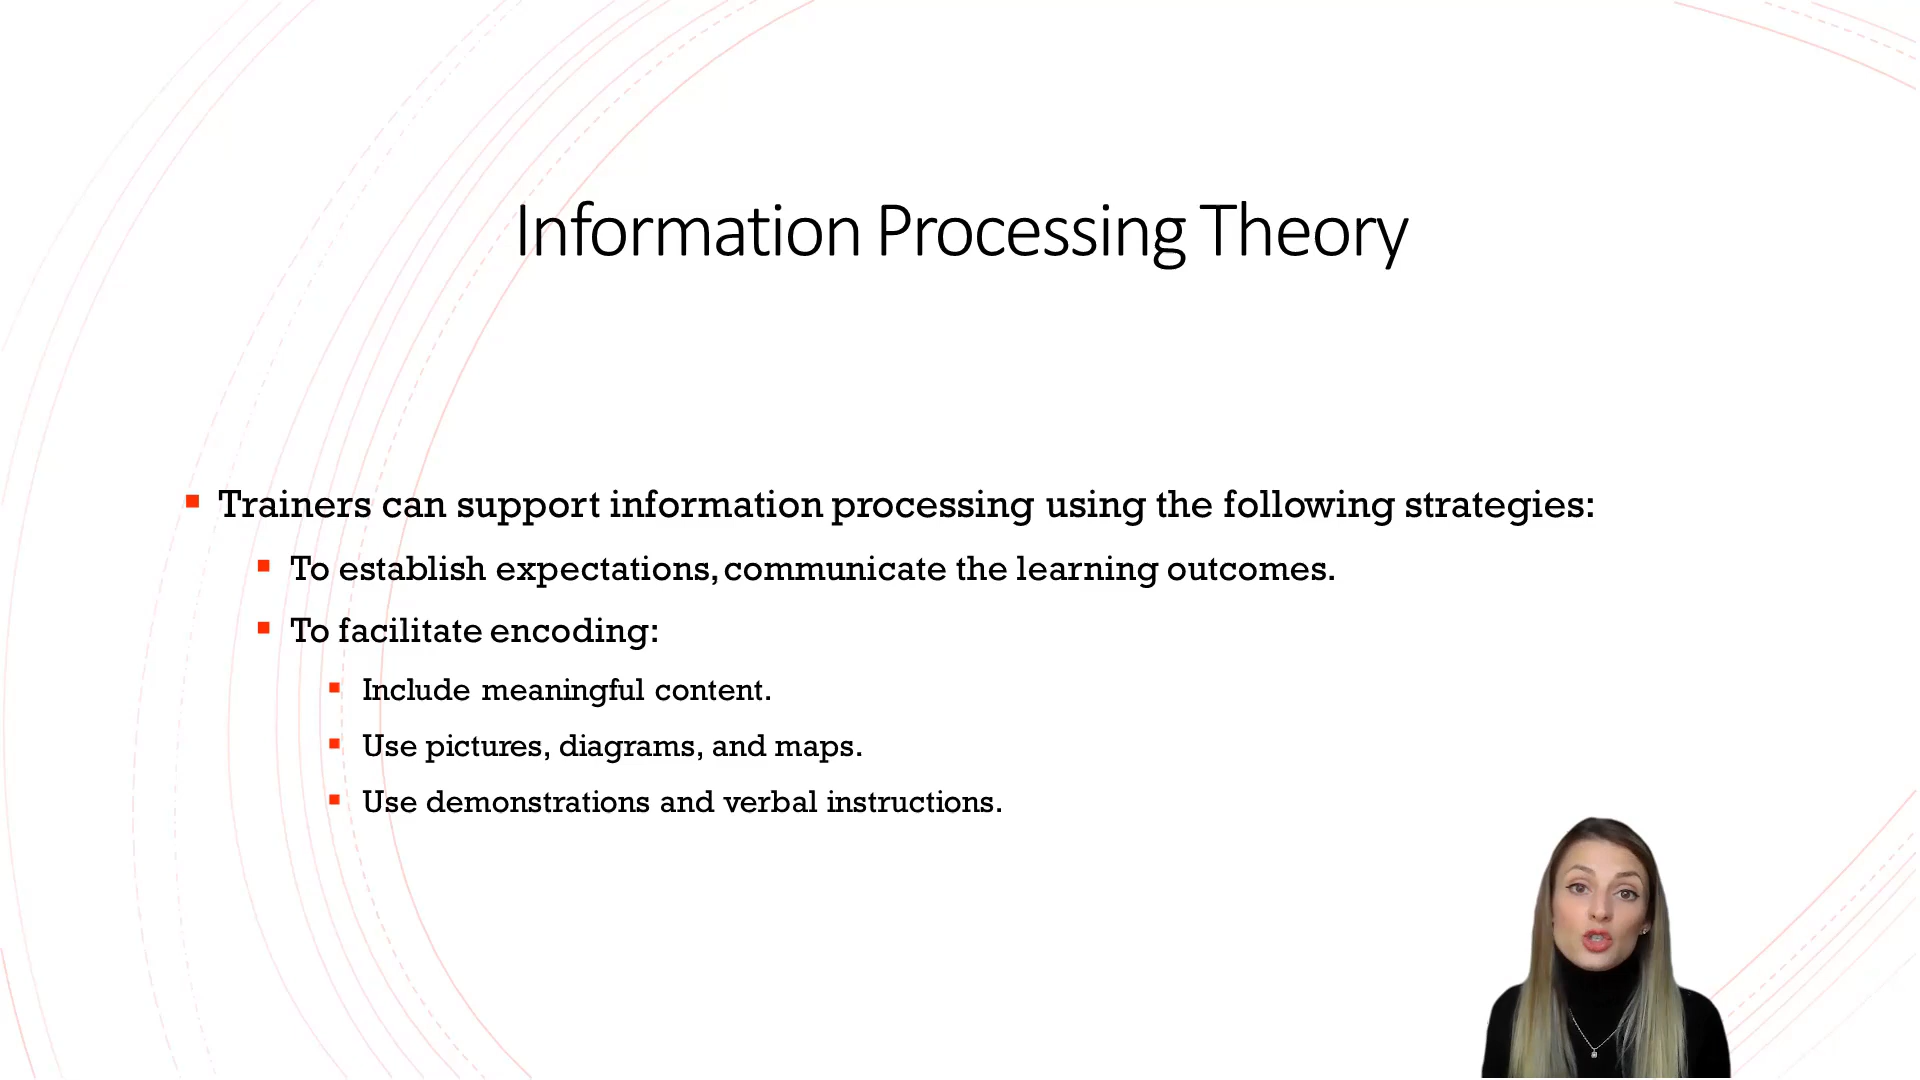 Information Processing Theory
Trainers can support information processing using the following strategies:
To establish expectations, communicate the learning outcomes.
To facilitate encoding:
Include meaningful content.
Use pictures, diagrams, and maps.
Use demonstrations and verbal instructions.